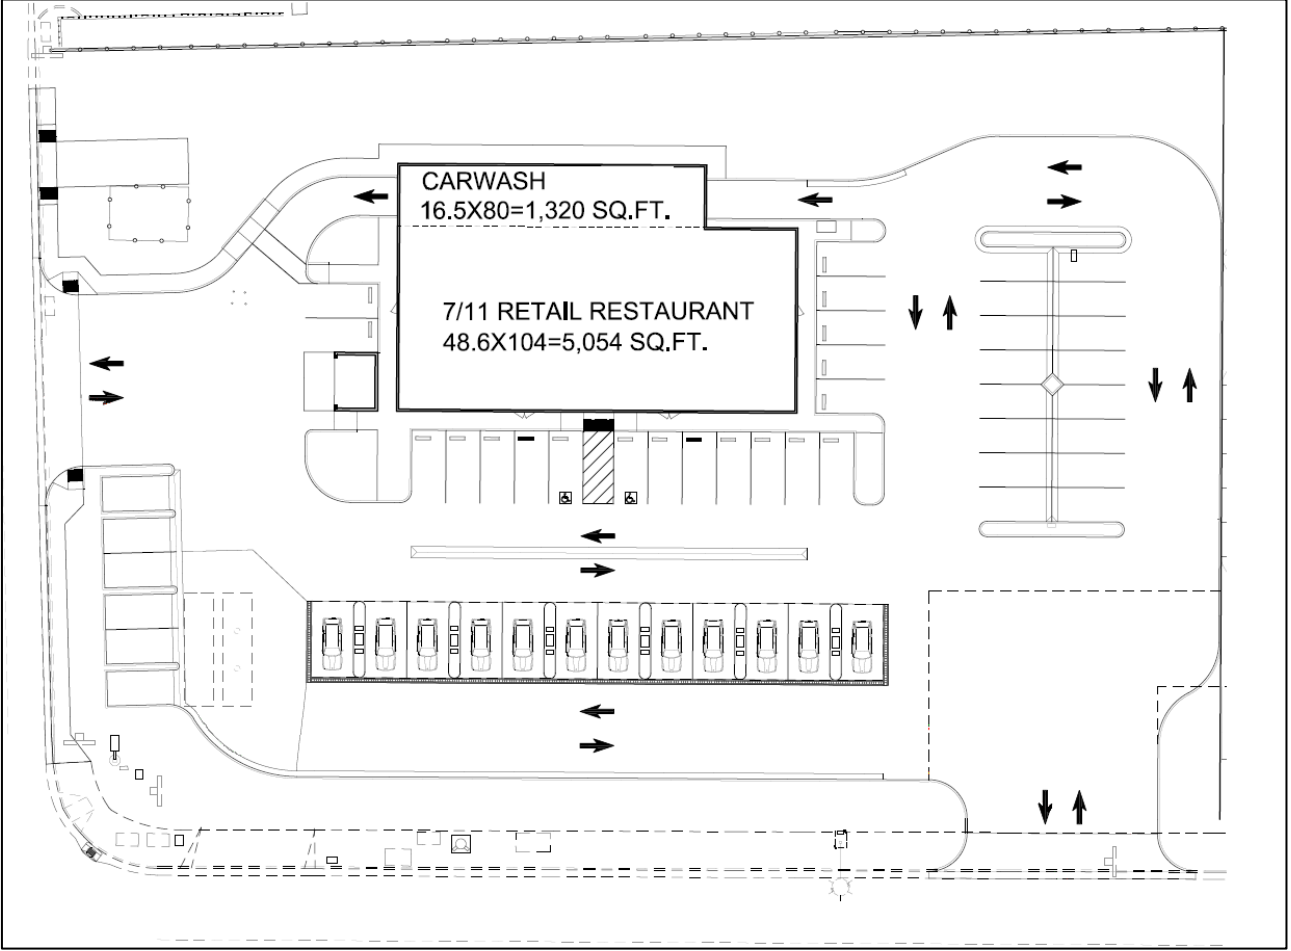 CARWASH
16.5X80=1,320 SQ.FT.
7/11 RETAIL RESTAURANT
48.6X104=5,054 SQ.FT.